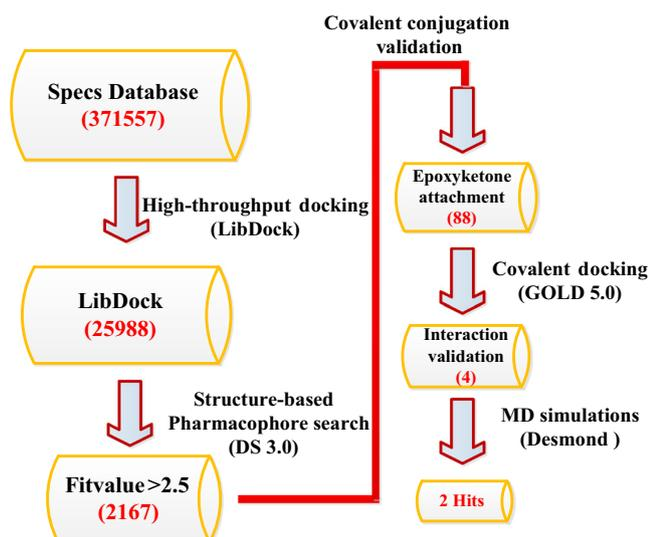 Specs Database
(371557)
High-throughput docking
(LibDock)
LibDock
(25988)
Structure-based
Pharmacophore search
(DS 3.0)
Fitvalue>2.5
(2167)
Covalent conjugation
validation
Epoxyketone
attachment
(88)
Covalent docking
(GOLD 5.0)
Interaction
validation
(4)
MD simulations
(Desmond )
2 Hits